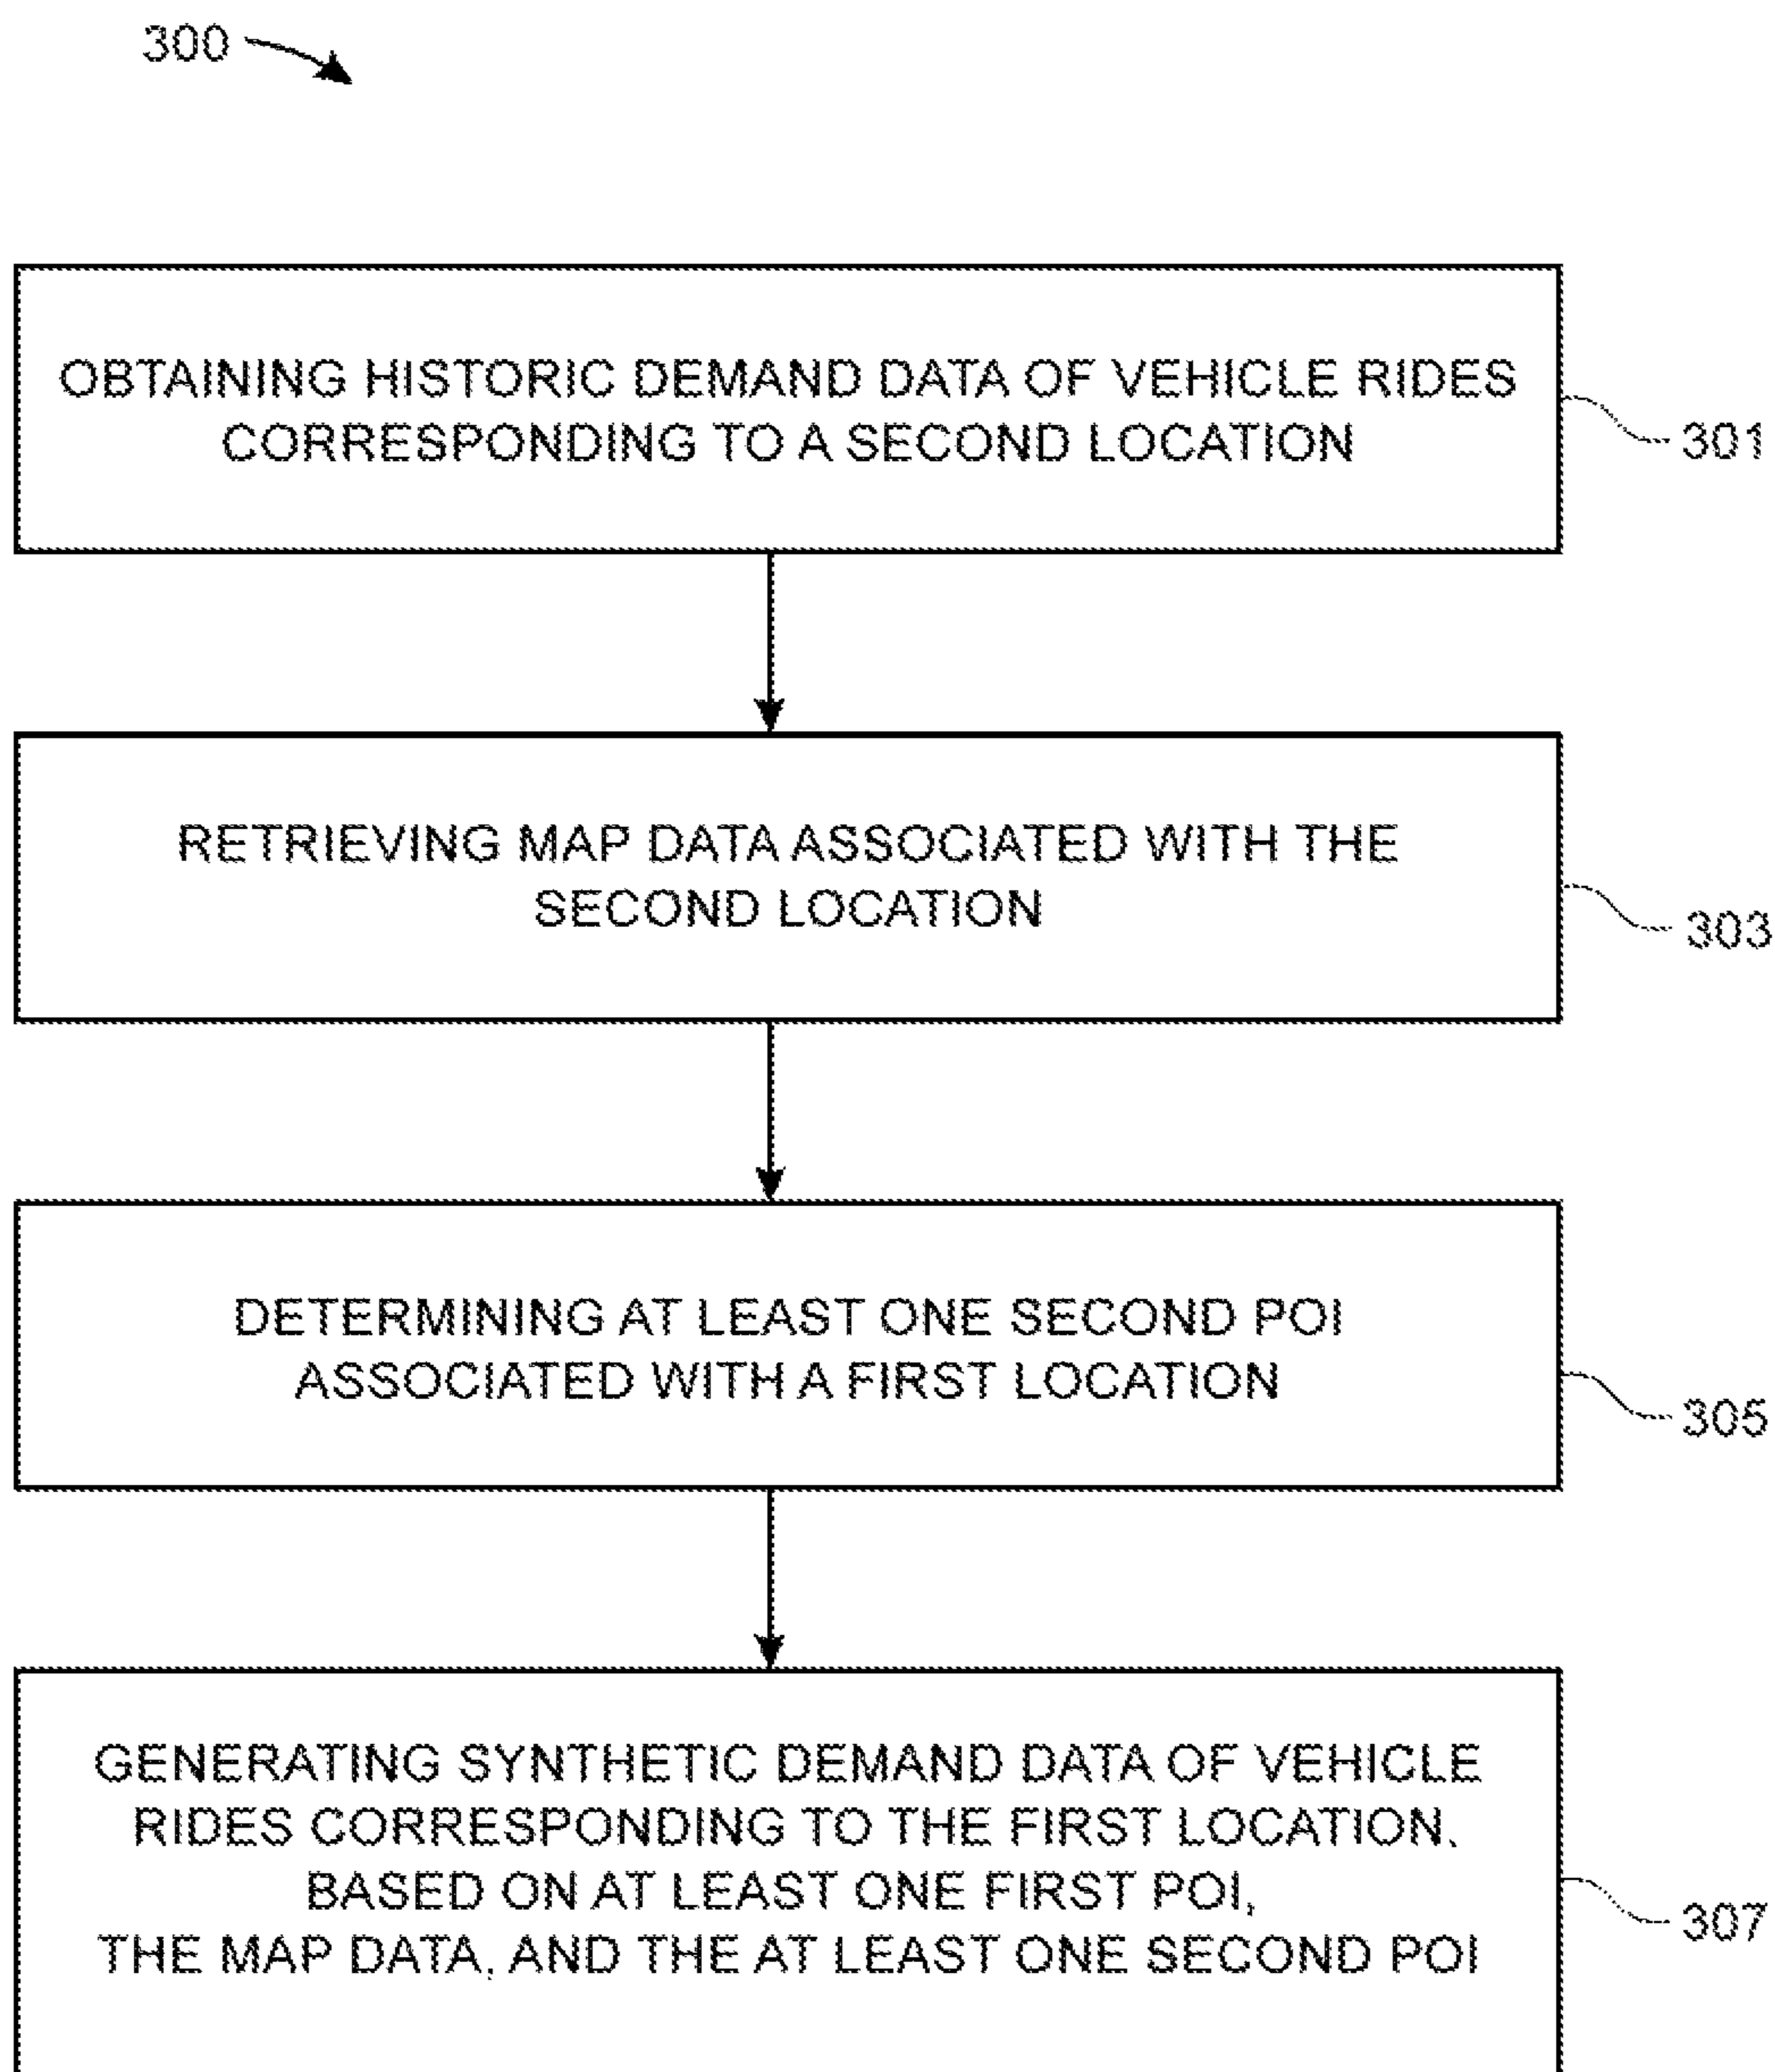 300
OBTAINING HISTORIC DEMAND DATA OF VEHICLE RIDES
CORRESPONDING TO A SECOND LOCATION
301
RETRIEVING MAP DATA ASSOCIATED WITH THE
SECOND LOCATION
303
DETERMINING AT LEAST ONE SECOND POI
ASSOCIATED WITH A FIRST LOCATION
305
GENERATING SYNTHETIC DEMAND DATA OF VEHICLE
RIDES CORRESPONDING TO THE FIRST LOCATION,
BASED ON AT LEAST ONE FIRST POI,
THE MAP DATA, AND THE AT LEAST ONE SECOND POI
307